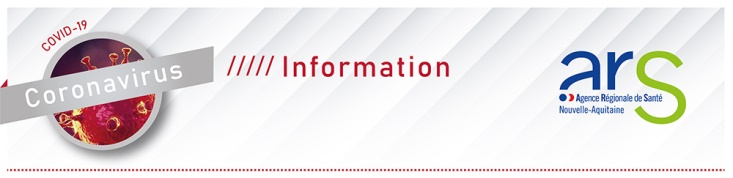 COVID-19
Coronavirus
///// Information
ars
Agence Régionale de Santé
Nouvelle-Aquitaine